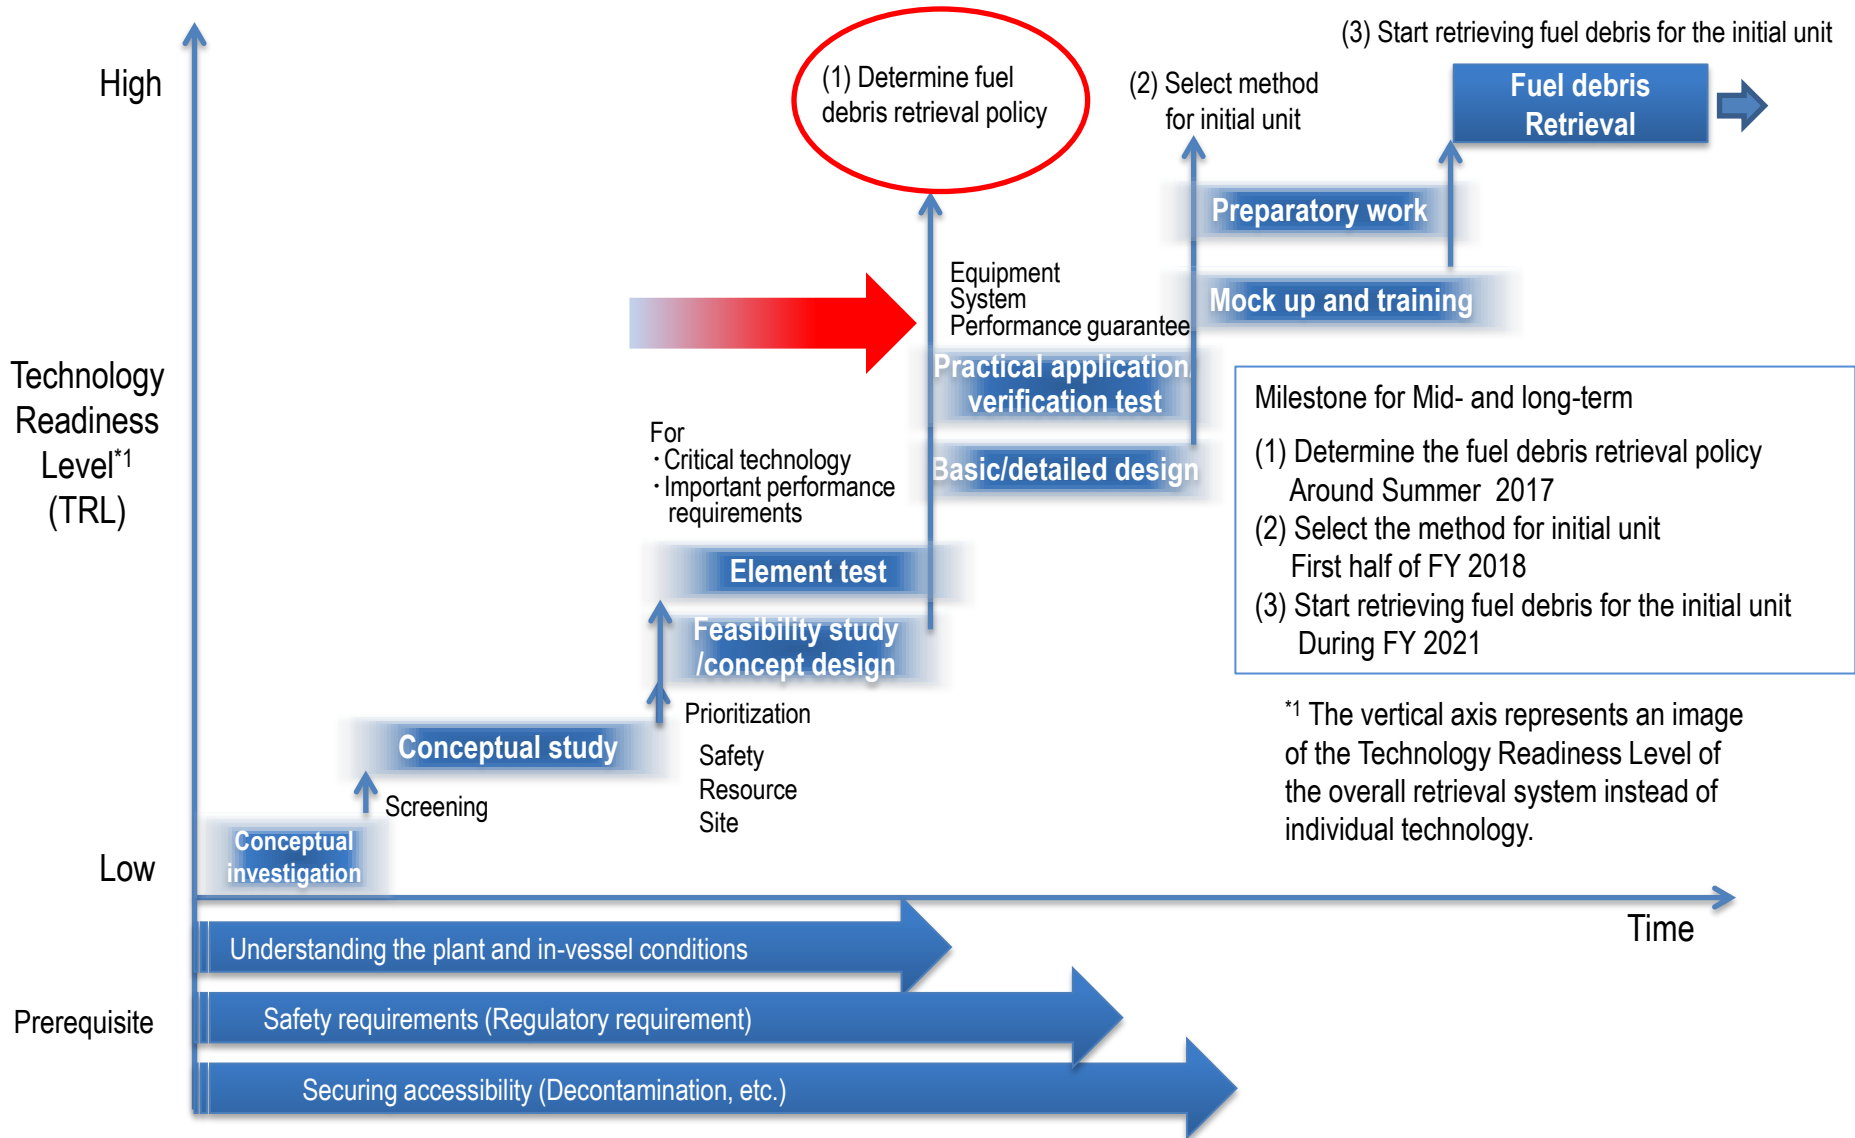 (3) Start retrieving fuel debris for the initial unit
High
(1) Determine fuel
debris retrieval policy
(2) Select method
for initial unit
Fuel debris
Retrieval
Preparatory work
Equipment
System
Performance guarantee
Mock up and training
Technology
Readiness
Level*1
(TRL)
Practical application/
verification test
Basic/detailed design
For
・Critical technology
・Important performance
requirements
Element test
Feasibility study
/concept design
Milestone for Mid- and long-term
(1) Determine the fuel debris retrieval policy
Around Summer 2017
(2) Select the method for initial unit
First half of FY 2018
(3) Start retrieving fuel debris for the initial unit
During FY 2021
*1 The vertical axis represents an image
of the Technology Readiness Level of
the overall retrieval system instead of
individual technology.
Prioritization
Safety
Resource
Site
Conceptual study
Screening
Conceptual
investigation
Low
Time
Understanding the plant and in-vessel conditions
Prerequisite
Safety requirements (Regulatory requirement)
Securing accessibility (Decontamination, etc.)